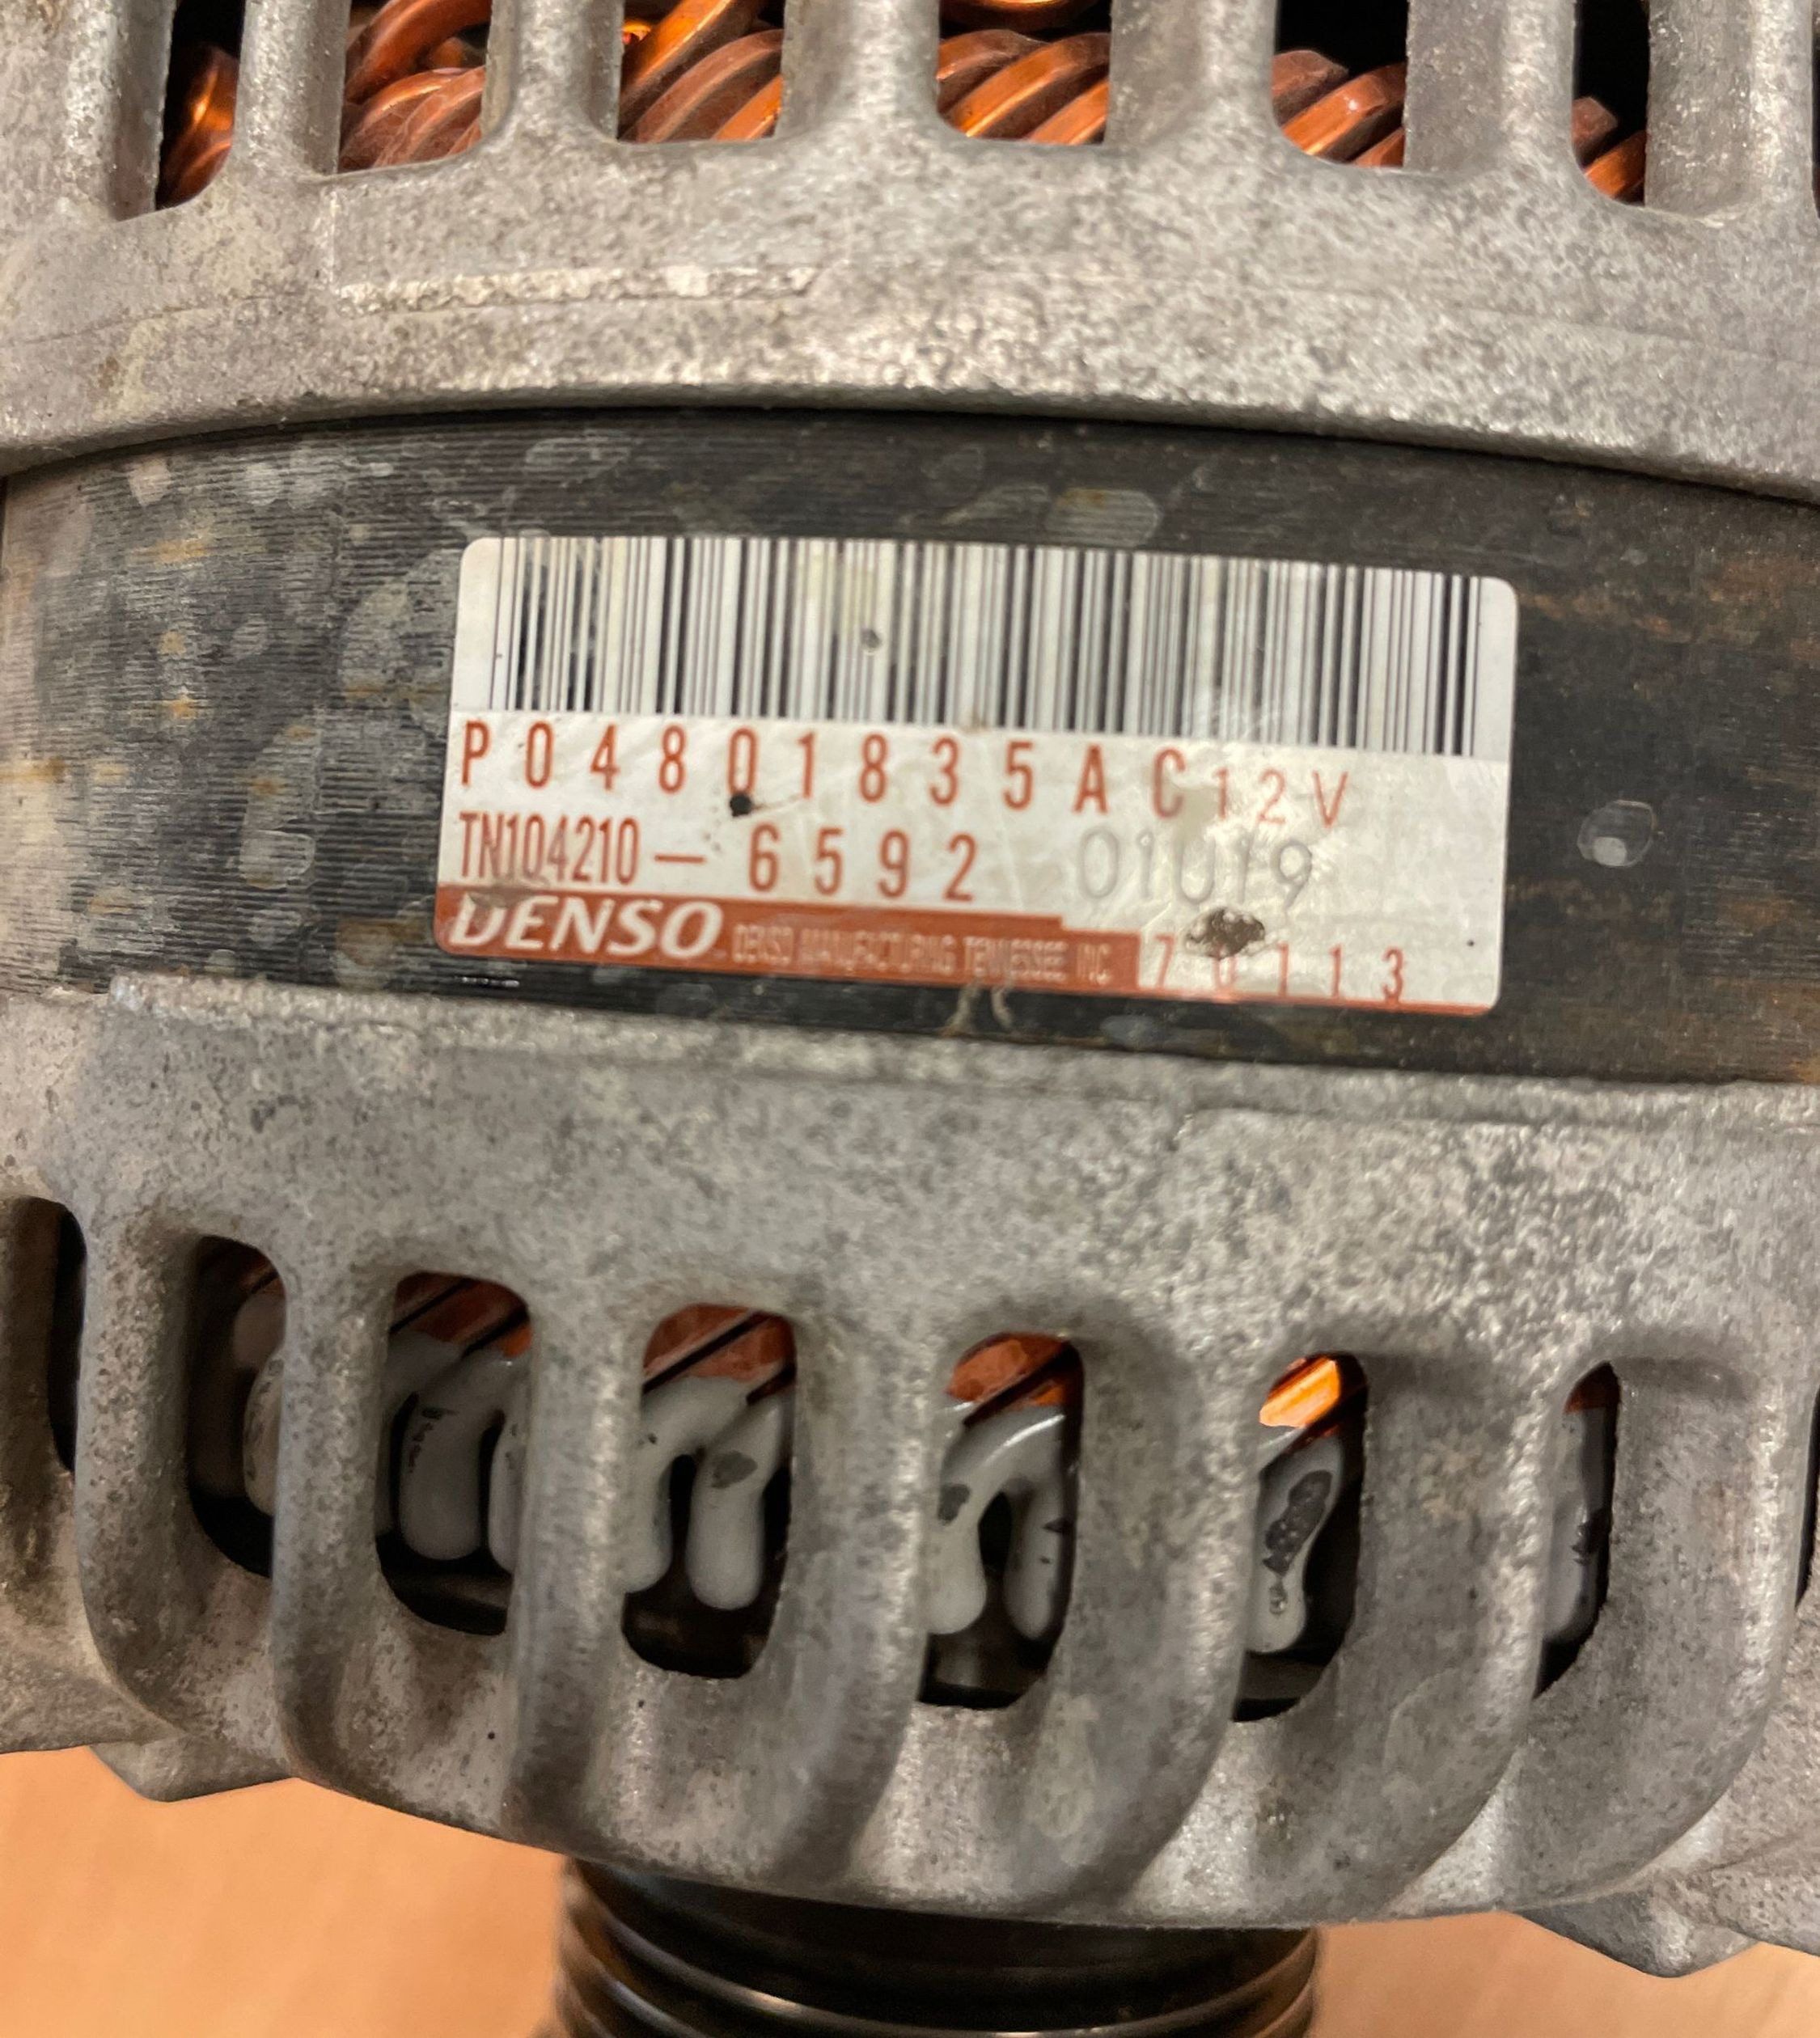 P04801835AC 12V
TN104210-6592 01U19
DENSO DENSO MANUFACTURING TENNESSEE, INC. 70113